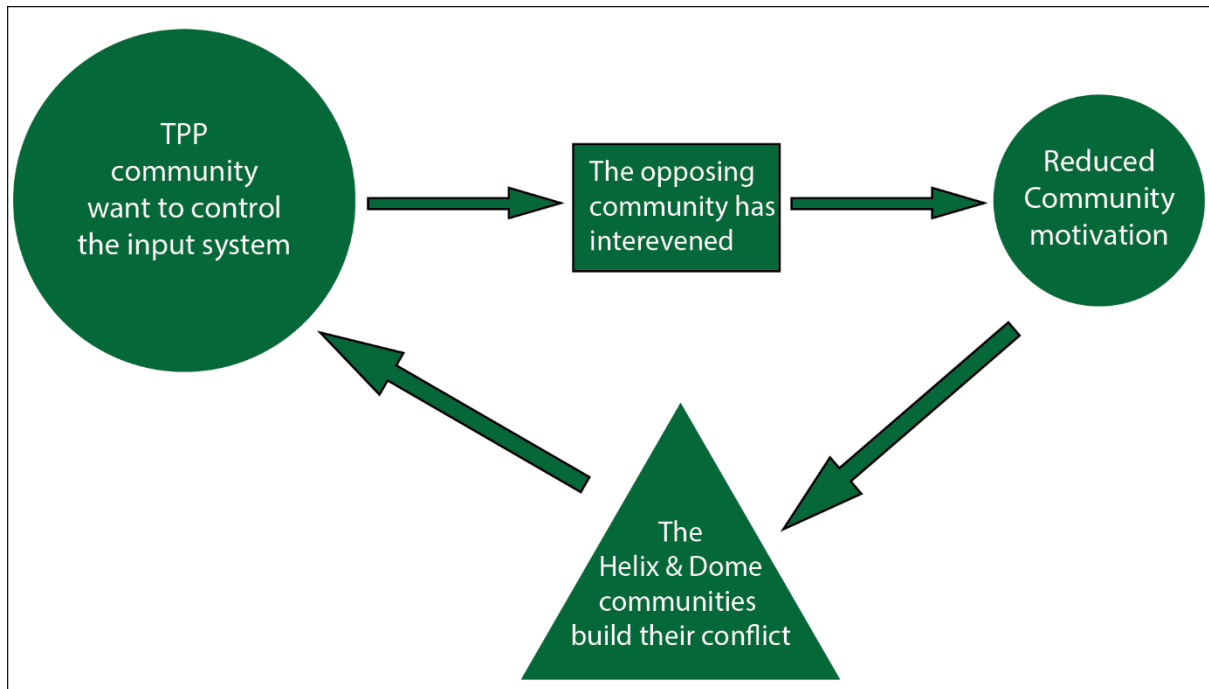 TPP
community
want to control
the input system
The opposing
community has
interevened
Reduced
Community
motivation
The
Helix & Dome
communities
build their conflict